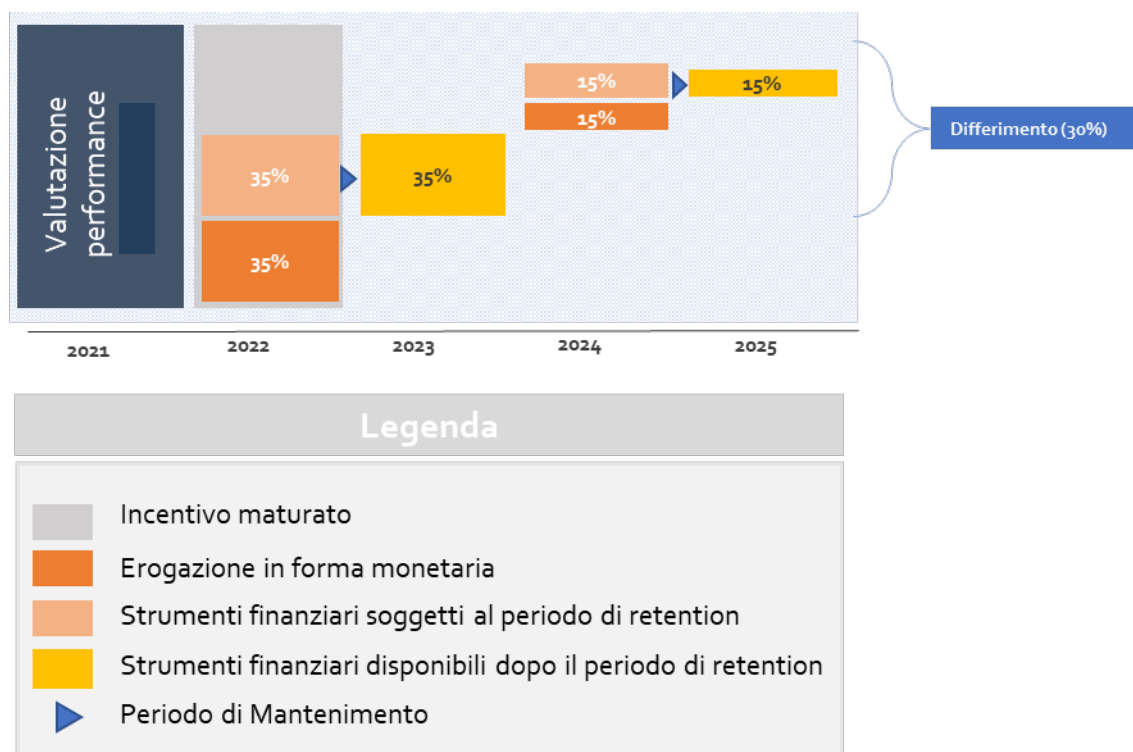 Valutazione
performance
35%
35%
35%
15%
15%
15%
Differimento (30%)
2021
2022
2023
2024
2025
Legenda
Incentivo maturato
Erogazione in forma monetaria
Strumenti finanziari soggetti al periodo di retention
Strumenti finanziari disponibili dopo il periodo di retention
Periodo di Mantenimento